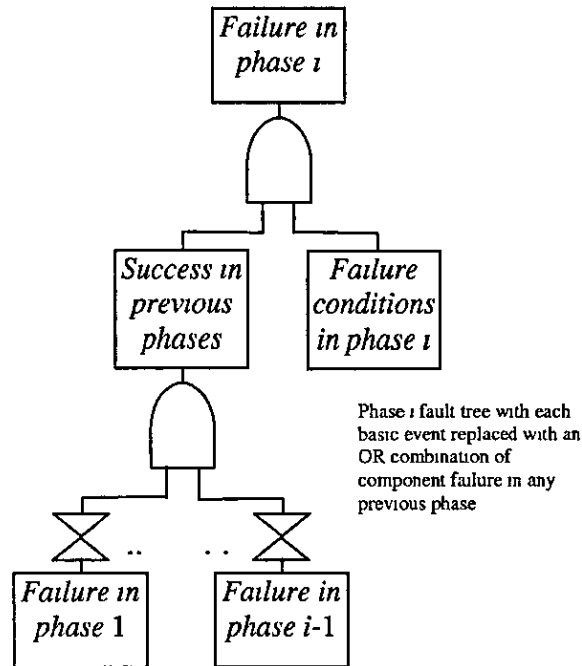 Failure in
phase i
Success in
previous
phases
Failure
conditions
in phase i
Phase i fault tree with each
basic event replaced with an
OR combination of
component failure in any
previous phase
.. . .
Failure in
phase 1
Failure in
phase i-1